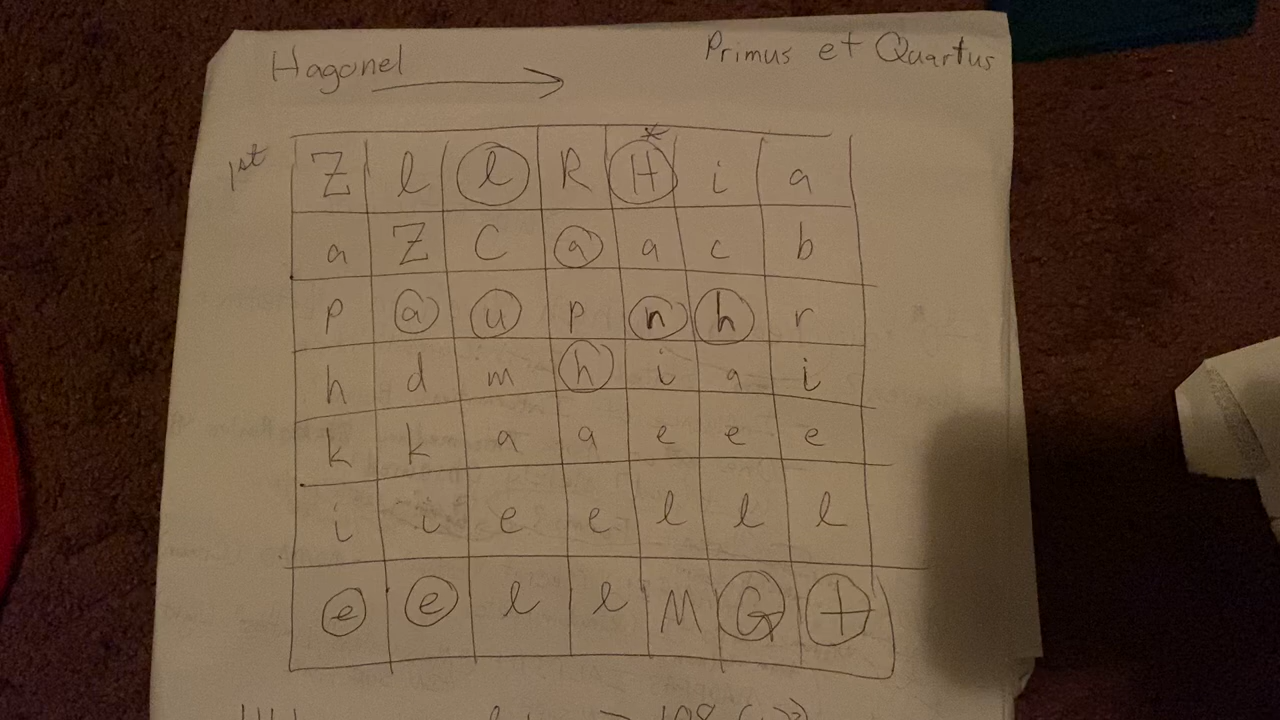 Hagonel → Primus et Quartus
*
1st Z l l R H i a
a Z C a a c b
p a u p n h r
h d m h i a i
k k a a e e e
i i e e l l l
e e l l M G +